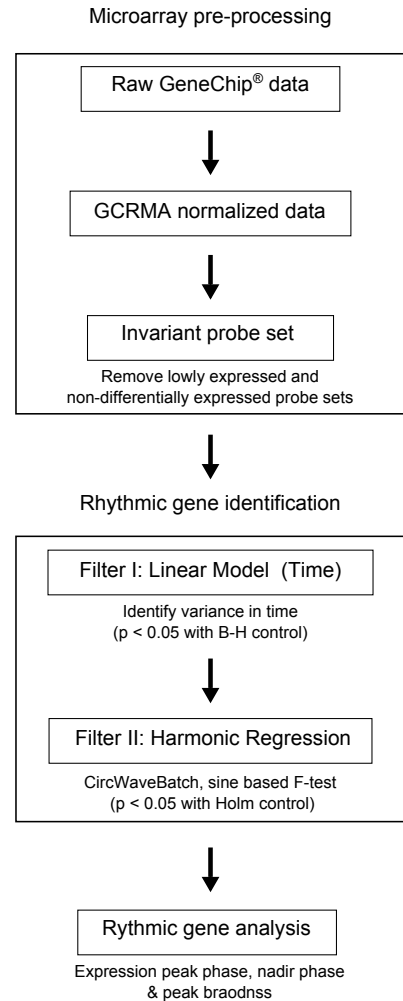 Microarray pre-processing
Raw GeneChip® data
GCRMA normalized data
Invariant probe set
Remove lowly expressed and
non-differentially expressed probe sets
Rhythmic gene identification
Filter I: Linear Model (Time)
Identify variance in time
(p < 0.05 with B-H control)
Filter II: Harmonic Regression
CircWaveBatch, sine based F-test
(p < 0.05 with Holm control)
Rythmic gene analysis
Expression peak phase, nadir phase
& peak braodnss